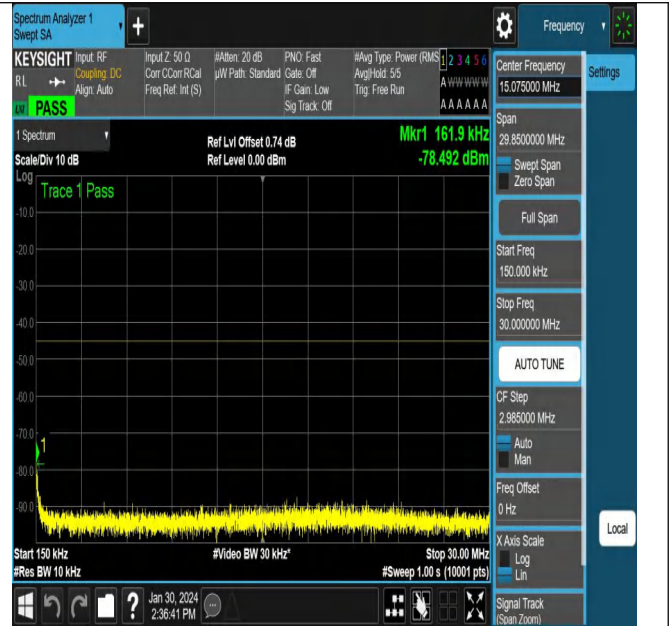 Spectrum Analyzer 1
Swept SA
+
Frequency
KEYSIGHT
RL
LXI
PASS
Input: RF
Coupling: DC
Align: Auto
Input Z: 50 Ω
Corr CCorr RCal
Freq Ref: Int (S)
#Atten: 20 dB
µW Path: Standard
PNO: Fast
Gate: Off
IF Gain: Low
Sig Track: Off
#Avg Type: Power (RMS
Avg|Hold: 5/5
Trig: Free Run
1 2 3 4 5 6
A W W W W W
A A A A A A
Center Frequency
15.075000 MHz
Settings
1 Spectrum
Scale/Div 10 dB
Ref Lvl Offset 0.74 dB
Ref Level 0.00 dBm
Mkr1 161.9 kHz
-78.492 dBm
Log
Trace 1 Pass
-10.0
-20.0
-30.0
-40.0
-50.0
-60.0
-70.0
-80.0
-90.0
1
Start 150 kHz
#Res BW 10 kHz
#Video BW 30 kHz*
Stop 30.00 MHz
#Sweep 1.00 s (10001 pts)
Span
29.8500000 MHz
Swept Span
Zero Span
Full Span
Start Freq
150.000 kHz
Stop Freq
30.000000 MHz
AUTO TUNE
CF Step
2.985000 MHz
Auto
Man
Freq Offset
0 Hz
X Axis Scale
Log
Lin
Local
Signal Track
(Span Zoom)
?
Jan 30, 2024
2:36:41 PM